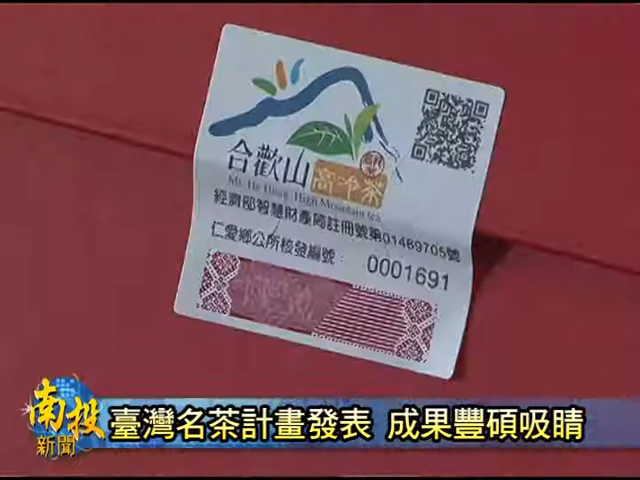 合歡山
高冷茶
Mt. He Huan High Mountain tea
經濟部智慧財產局註冊號第01469705號
仁愛鄉公所核發編號： 0001691
南投新聞
臺灣名茶計畫發表 成果豐碩吸睛